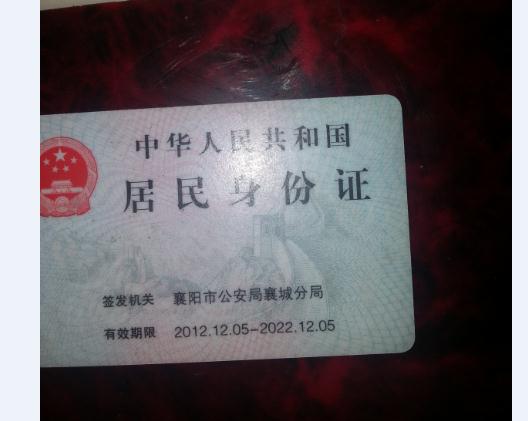 中华人民共和国
居民身份证
签发机关 襄阳市公安局襄城分局
有效期限 2012.12.05-2022.12.05